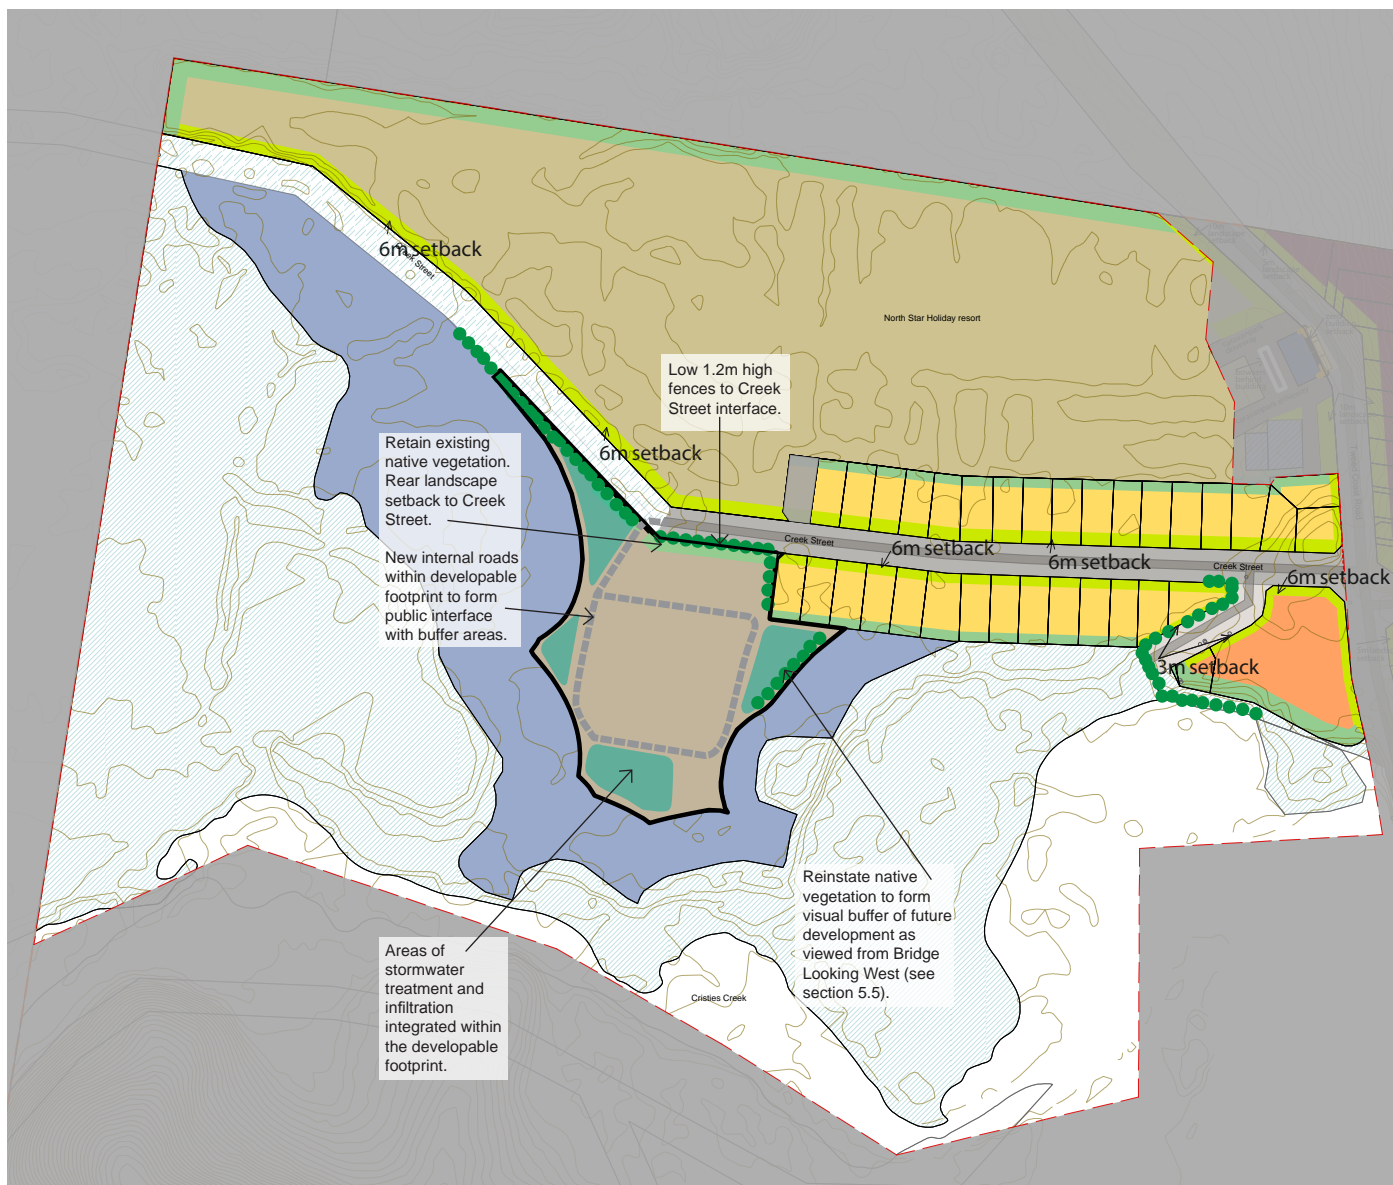 6m setback
Creek Street
North Star Holiday resort
Low 1.2m high
fences to Creek
Street interface.
Retain existing
native vegetation.
Rear landscape
setback to Creek
Street.
6m setback
New internal roads
within developable
footprint to form
public interface
with buffer areas.
Creek Street
6m setback
6m setback
Creek Street
6m setback
3m setback
Reinstate native
vegetation to form
visual buffer of future
development as
viewed from Bridge
Looking West (see
section 5.5).
Areas of
stormwater
treatment and
infiltration
integrated within
the developable
footprint.
Cristies Creek